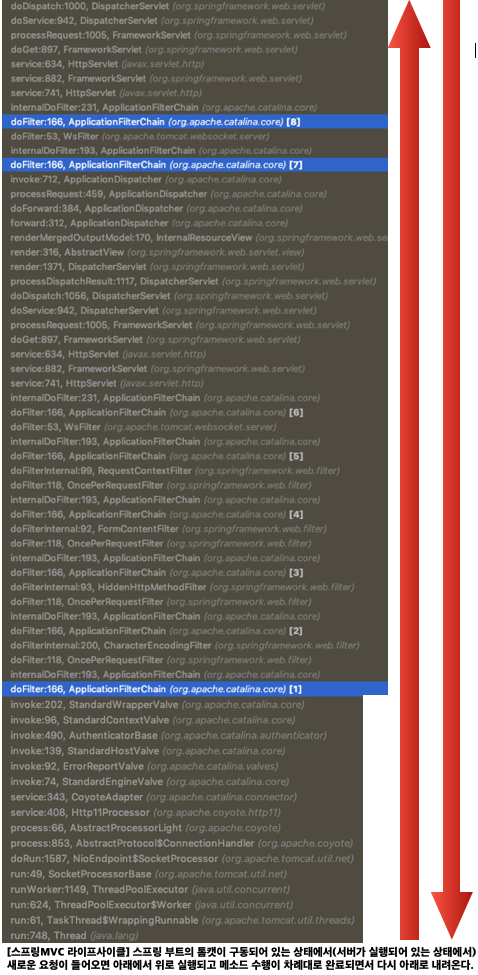 doDispatch:1000, DispatcherServlet (org.springframework.web.servlet)
doService:942, DispatcherServlet (org.springframework.web.servlet)
processRequest:1005, FrameworkServlet (org.springframework.web.servlet)
doGet:897, FrameworkServlet (org.springframework.web.servlet)
service:634, HttpServlet (javax.servlet.http)
service:882, FrameworkServlet (org.springframework.web.servlet)
service:741, HttpServlet (javax.servlet.http)
internalDoFilter:231, ApplicationFilterChain (org.apache.catalina.core)
doFilter:166, ApplicationFilterChain (org.apache.catalina.core) [8]
doFilter:53, WsFilter (org.apache.tomcat.websocket.server)
internalDoFilter:193, ApplicationFilterChain (org.apache.catalina.core)
doFilter:166, ApplicationFilterChain (org.apache.catalina.core) [7]
invoke:712, ApplicationDispatcher (org.apache.catalina.core)
processRequest:459, ApplicationDispatcher (org.apache.catalina.core)
doForward:384, ApplicationDispatcher (org.apache.catalina.core)
forward:312, ApplicationDispatcher (org.apache.catalina.core)
renderMergedOutputModel:170, InternalResourceView (org.springframework.web.se
render:316, AbstractView (org.springframework.web.servlet.view)
render:1371, DispatcherServlet (org.springframework.web.servlet)
processDispatchResult:1117, DispatcherServlet (org.springframework.web.servlet)
doDispatch:1056, DispatcherServlet (org.springframework.web.servlet)
doService:942, DispatcherServlet (org.springframework.web.servlet)
processRequest:1005, FrameworkServlet (org.springframework.web.servlet)
doGet:897, FrameworkServlet (org.springframework.web.servlet)
service:634, HttpServlet (javax.servlet.http)
service:882, FrameworkServlet (org.springframework.web.servlet)
service:741, HttpServlet (javax.servlet.http)
internalDoFilter:231, ApplicationFilterChain (org.apache.catalina.core)
doFilter:166, ApplicationFilterChain (org.apache.catalina.core) [6]
doFilter:53, WsFilter (org.apache.tomcat.websocket.server)
internalDoFilter:193, ApplicationFilterChain (org.apache.catalina.core)
doFilter:166, ApplicationFilterChain (org.apache.catalina.core) [5]
doFilterInternal:99, RequestContextFilter (org.springframework.web.filter)
doFilter:118, OncePerRequestFilter (org.springframework.web.filter)
internalDoFilter:193, ApplicationFilterChain (org.apache.catalina.core)
doFilter:166, ApplicationFilterChain (org.apache.catalina.core) [4]
doFilterInternal:92, FormContentFilter (org.springframework.web.filter)
doFilter:118, OncePerRequestFilter (org.springframework.web.filter)
internalDoFilter:193, ApplicationFilterChain (org.apache.catalina.core)
doFilter:166, ApplicationFilterChain (org.apache.catalina.core) [3]
doFilterInternal:93, HiddenHttpMethodFilter (org.springframework.web.filter)
doFilter:118, OncePerRequestFilter (org.springframework.web.filter)
internalDoFilter:193, ApplicationFilterChain (org.apache.catalina.core)
doFilter:166, ApplicationFilterChain (org.apache.catalina.core) [2]
doFilterInternal:200, CharacterEncodingFilter (org.springframework.web.filter)
doFilter:118, OncePerRequestFilter (org.springframework.web.filter)
internalDoFilter:193, ApplicationFilterChain (org.apache.catalina.core)
doFilter:166, ApplicationFilterChain (org.apache.catalina.core) [1]
invoke:202, StandardWrapperValve (org.apache.catalina.core)
invoke:96, StandardContextValve (org.apache.catalina.core)
invoke:490, AuthenticatorBase (org.apache.catalina.authenticator)
invoke:139, StandardHostValve (org.apache.catalina.core)
invoke:92, ErrorReportValve (org.apache.catalina.valves)
invoke:74, StandardEngineValve (org.apache.catalina.core)
service:343, CoyoteAdapter (org.apache.catalina.connector)
service:408, Http11Processor (org.apache.coyote.http11)
process:66, AbstractProcessorLight (org.apache.coyote)
process:853, AbstractProtocol$ConnectionHandler (org.apache.coyote)
doRun:1587, NioEndpoint$SocketProcessor (org.apache.tomcat.util.net)
run:49, SocketProcessorBase (org.apache.tomcat.util.net)
runWorker:1149, ThreadPoolExecutor (java.util.concurrent)
run:624, ThreadPoolExecutor$Worker (java.util.concurrent)
run:61, TaskThread$WrappingRunnable (org.apache.tomcat.util.threads)
run:748, Thread (java.lang)
[스프링MVC 라이프사이클] 스프링 부트의 톰캣이 구동되어 있는 상태에서(서버가 실행되어 있는 상태에서)
새로운 요청이 들어오면 아래에서 위로 실행되고 메소드 수행이 차례대로 완료되면서 다시 아래로 내려온다.